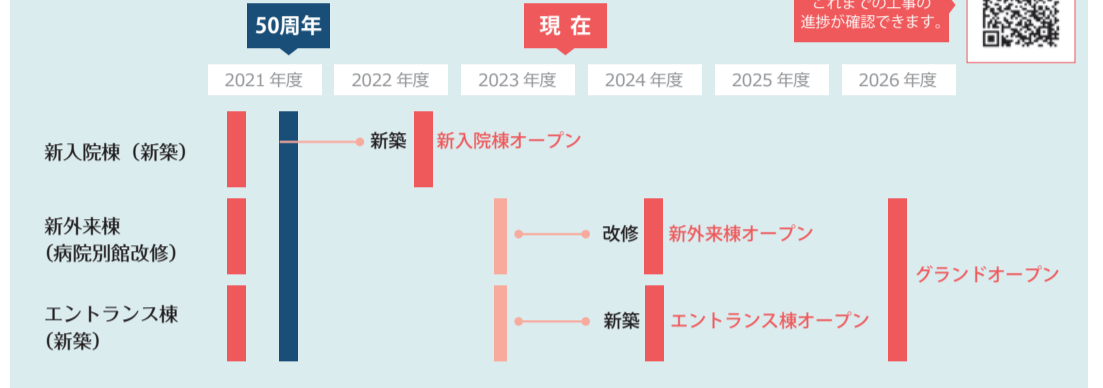 これまでの工事の
進捗が確認できます。
50周年
現 在
2021 年度
2022 年度
2023 年度
2024 年度
2025 年度
2026 年度
新入院棟（新築）
新築
新入院棟オープン
新外来棟
(病院別館改修)
改修
新外来棟オープン
グランドオープン
エントランス棟
(新築)
新築
エントランス棟オープン